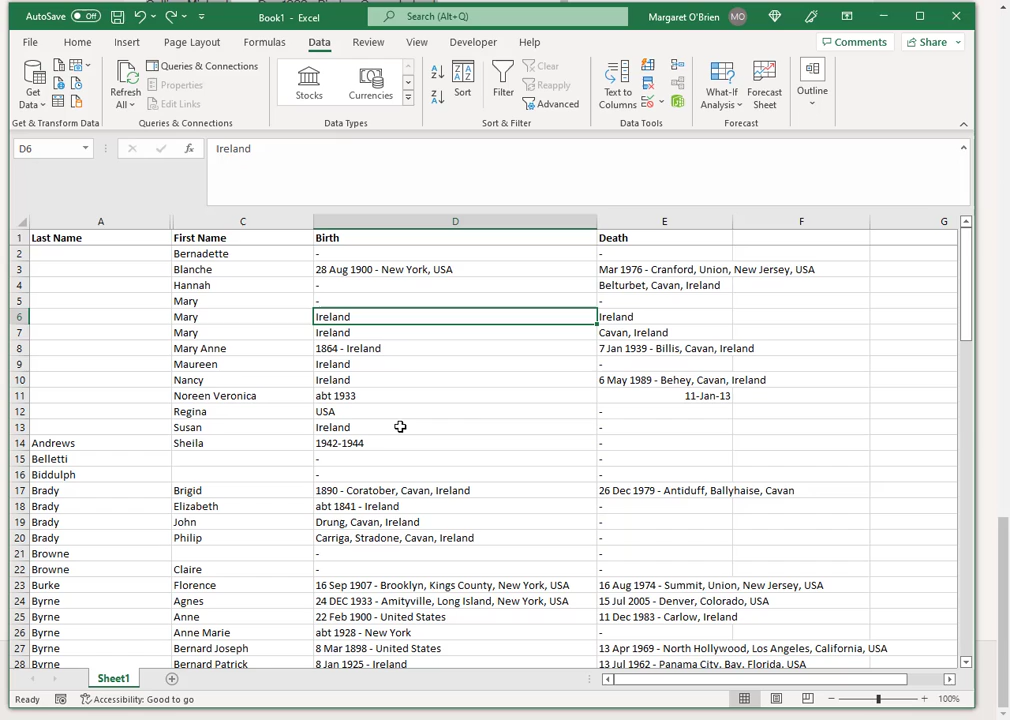 AutoSave Off Book1 - Excel Search (Alt+Q) Margaret O'Brien MO
File Home Insert Page Layout Formulas Data Review View Developer Help Comments Share
Get Data Refresh All Queries & Connections Properties Edit Links Stocks Currencies Sort Filter Clear Reapply Advanced Text to Columns What-If Analysis Forecast Sheet Outline
Get & Transform Data Queries & Connections Data Types Sort & Filter Data Tools Forecast
D6 fx Ireland
A C D E F G
1 Last Name First Name Birth Death
2 Bernadette - -
3 Blanche 28 Aug 1900 - New York, USA Mar 1976 - Cranford, Union, New Jersey, USA
4 Hannah - Belturbet, Cavan, Ireland
5 Mary - -
6 Mary Ireland Ireland
7 Mary Ireland Cavan, Ireland
8 Mary Anne 1864 - Ireland 7 Jan 1939 - Billis, Cavan, Ireland
9 Maureen Ireland -
10 Nancy Ireland 6 May 1989 - Behey, Cavan, Ireland
11 Noreen Veronica abt 1933 11-Jan-13
12 Regina USA -
13 Susan Ireland -
14 Andrews Sheila 1942-1944 -
15 Belletti - -
16 Biddulph - -
17 Brady Brigid 1890 - Coratober, Cavan, Ireland 26 Dec 1979 - Antiduff, Ballyhaise, Cavan
18 Brady Elizabeth abt 1841 - Ireland -
19 Brady John Drung, Cavan, Ireland -
20 Brady Philip Carriga, Stradone, Cavan, Ireland -
21 Browne - -
22 Browne Claire - -
23 Burke Florence 16 Sep 1907 - Brooklyn, Kings County, New York, USA 16 Aug 1974 - Summit, Union, New Jersey, USA
24 Byrne Agnes 24 DEC 1933 - Amityville, Long Island, New York, USA 15 Jul 2005 - Denver, Colorado, USA
25 Byrne Anne 22 Feb 1900 - United States 11 Dec 1983 - Carlow, Ireland
26 Byrne Anne Marie abt 1928 - New York -
27 Byrne Bernard Joseph 8 Mar 1898 - United States 13 Apr 1969 - North Hollywood, Los Angeles, California, USA
28 Byrne Bernard Patrick 8 Jan 1925 - Ireland 13 Jul 1962 - Panama City, Bay, Florida, USA
Sheet1
Ready Accessibility: Good to go 100%